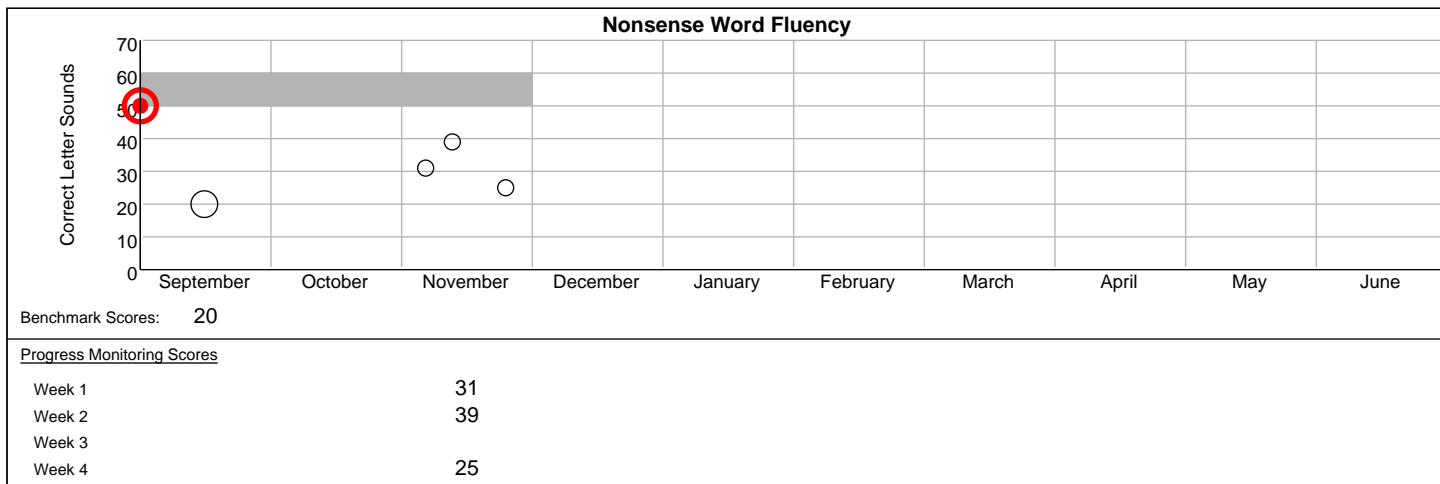 Nonsense Word Fluency
Correct Letter Sounds
70
60
50
40
30
20
10
0
September October November December January February March April May June
Benchmark Scores: 20
Progress Monitoring Scores
Week 1 31
Week 2 39
Week 3
Week 4 25